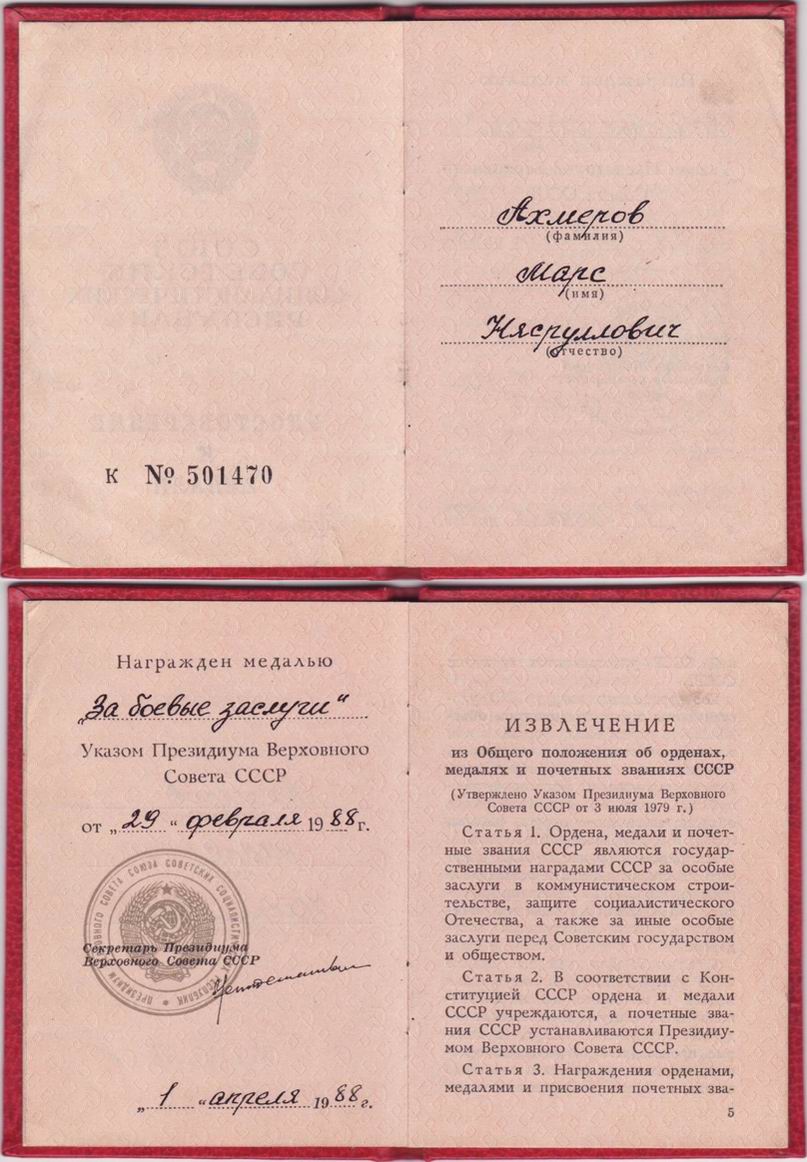 Ахмеров
(фамилия)
Марс
(имя)
Нясруллович
(отчество)
К № 501470
Награжден медалью
„За боевые заслуги“
Указом Президиума Верховного
Совета СССР
от „29“ февраля 1988 г.
Секретарь Президиума
Верховного Совета СССР
„1“ апреля 1988 г.
ИЗВЛЕЧЕНИЕ
из Общего положения об орденах,
медалях и почетных званиях СССР
(Утверждено Указом Президиума Верховного
Совета СССР от 3 июля 1979 г.)
Статья 1. Ордена, медали и почет-
ные звания СССР являются государ-
ственными наградами СССР за особые
заслуги в коммунистическом строи-
тельстве, защите социалистического
Отечества, а также за иные особые
заслуги перед Советским государством
и обществом.
Статья 2. В соответствии с Кон-
ституцией СССР ордена и медали
СССР учреждаются, а почетные зва-
ния СССР устанавливаются Президиу-
мом Верховного Совета СССР.
Статья 3. Награждения орденами,
медалями и присвоения почетных зва-
5